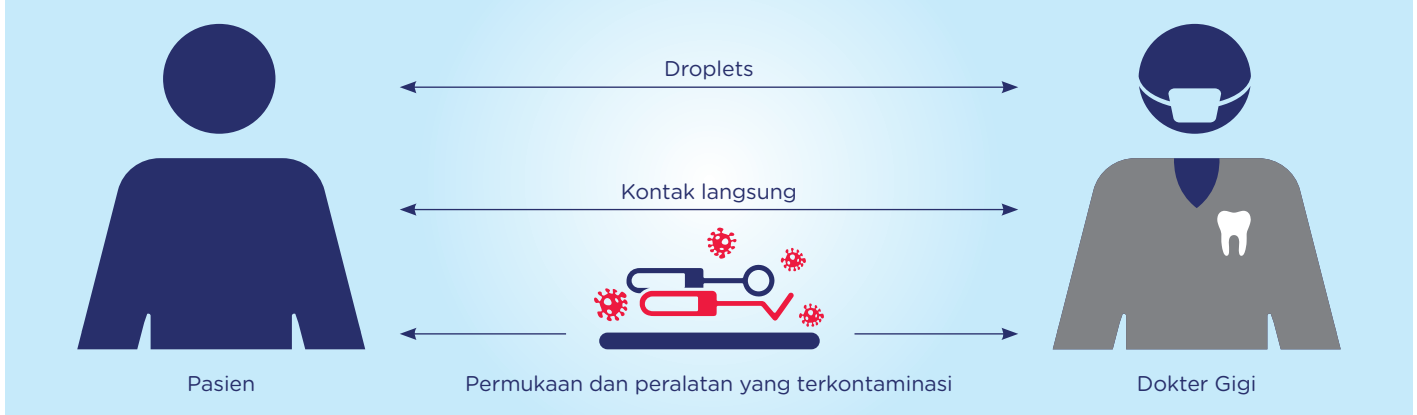 Droplets
Kontak langsung
Pasien
Permukaan dan peralatan yang terkontaminasi
Dokter Gigi